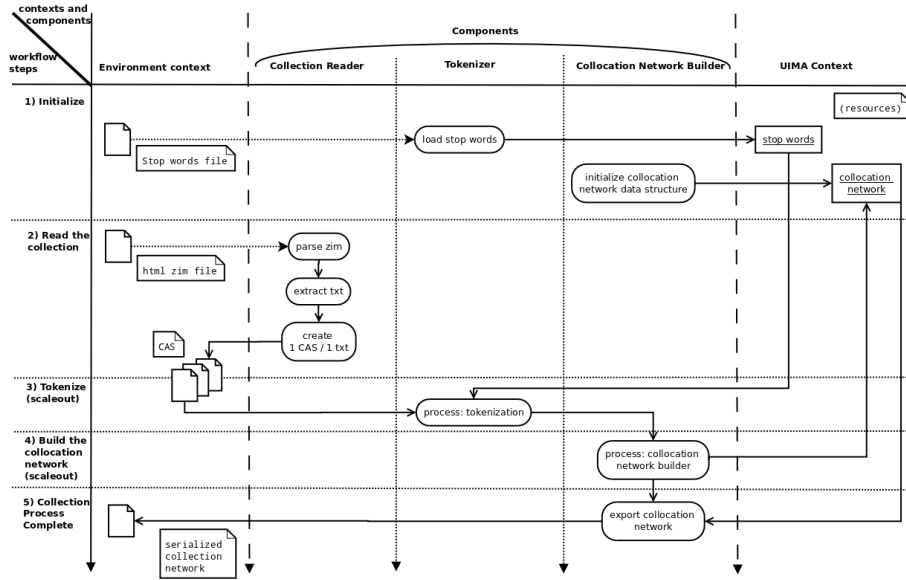 contexts and
components
Components
workflow
steps
Environment context
Collection Reader
Tokenizer
Collocation Network Builder
UIMA Context
1) Initialize
(resources)
load stop words
stop words
Stop words file
initialize collocation
network data structure
collocation
network
2) Read the
collection
parse zim
html zim file
extract txt
create
1 CAS / 1 txt
CAS
3) Tokenize
(scaleout)
process: tokenization
4) Build the
collocation
network
(scaleout)
process: collocation
network builder
5) Collection
Process
Complete
export collocation
network
serialized
collection
network